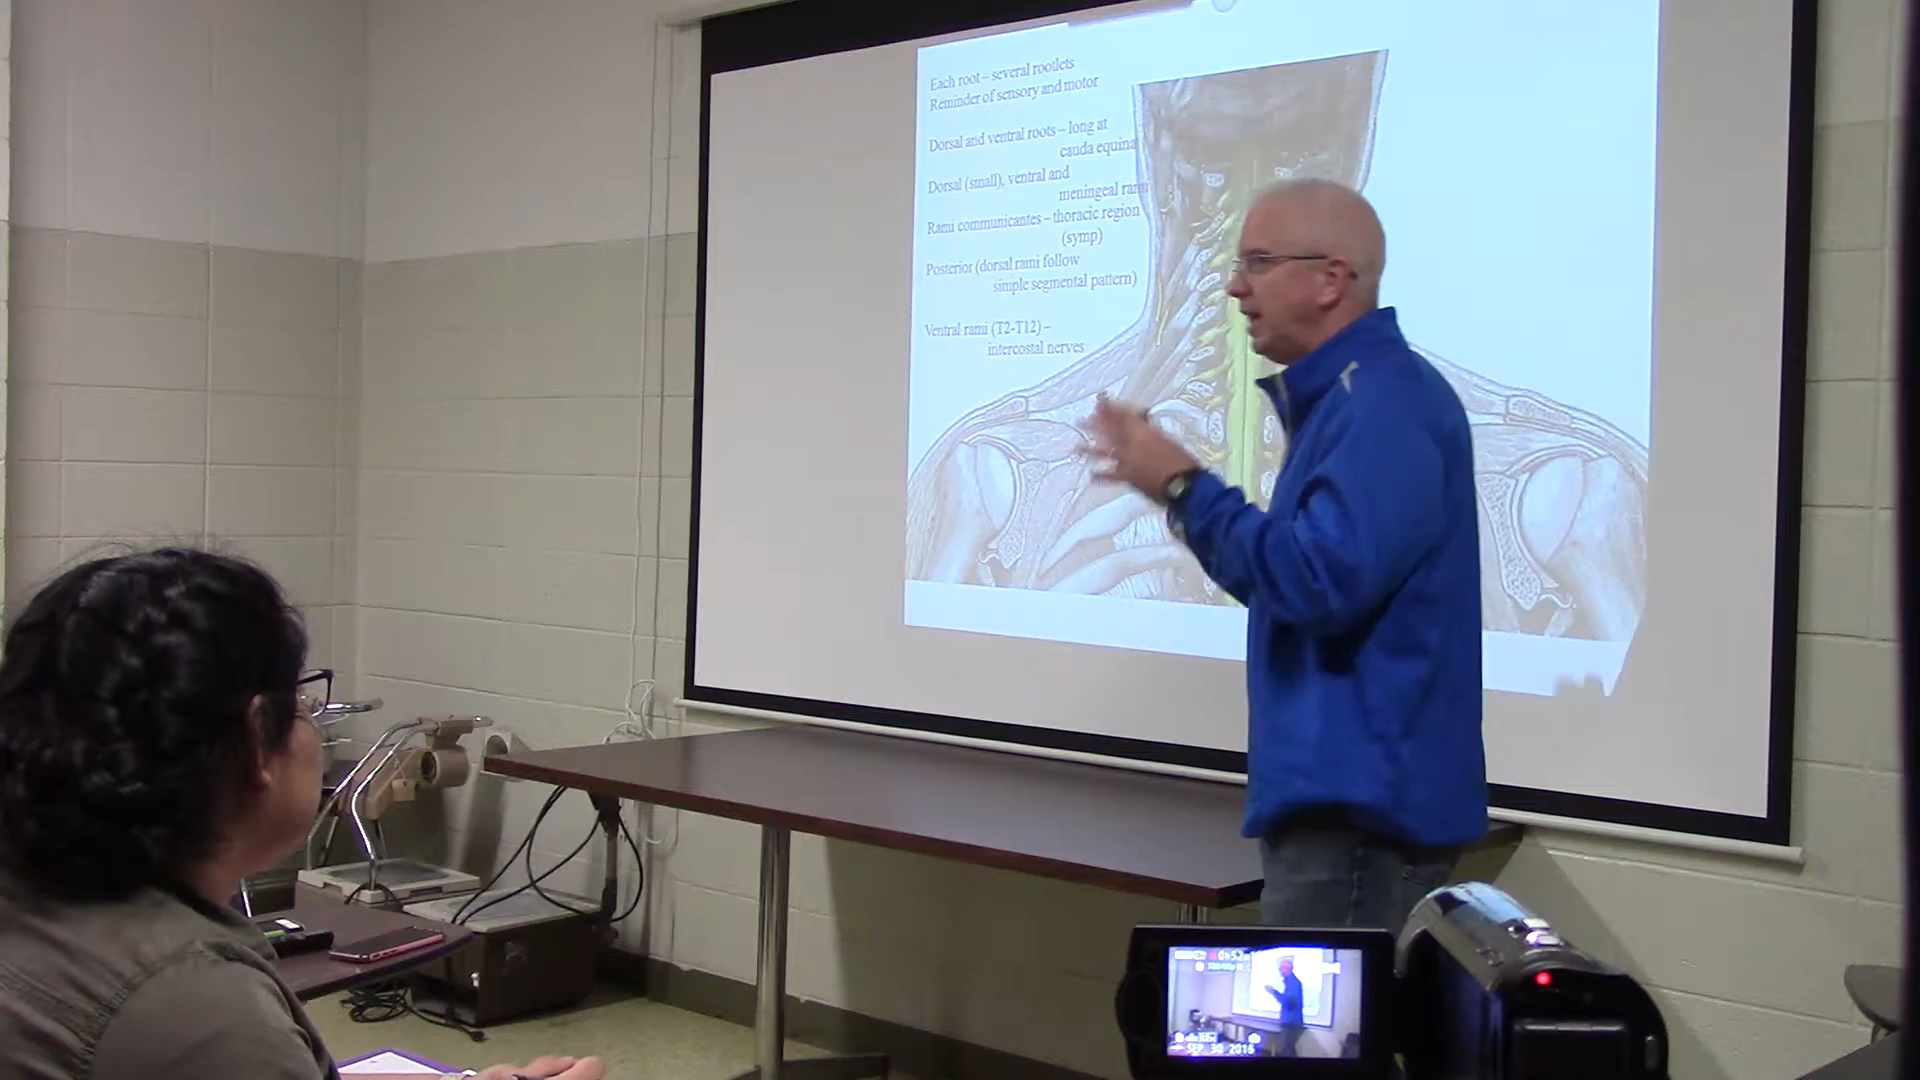 Each root – several rootlets
Reminder of sensory and motor
Dorsal and ventral roots – long at
cauda equina
Dorsal (small), ventral and
meningeal rami
Rami communicantes – thoracic region
(symp)
Posterior (dorsal rami follow
simple segmental pattern)
Ventral rami (T2-T12) –
intercostal nerves
SEP 30 2016